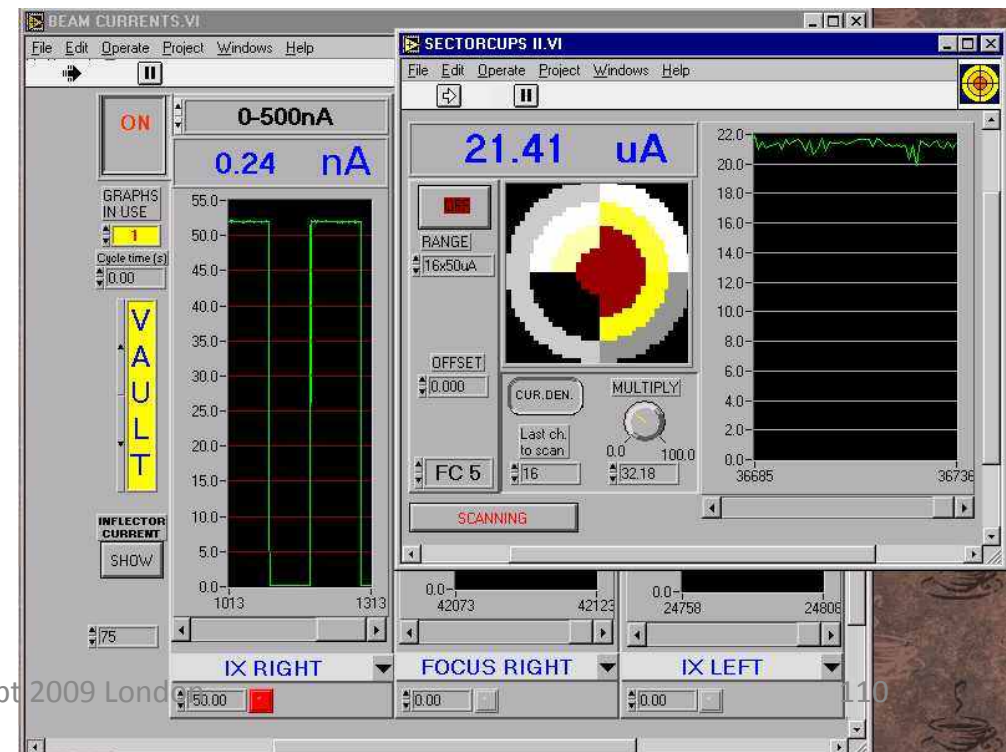 BEAM CURRENTS.VI
File Edit Operate Project Windows Help
ON
0-500nA
0.24 nA
GRAPHS
IN USE
1
Cycle time (s)
0.00
VAULT
INFLECTOR
CURRENT
SHOW
75
55.0
50.0
45.0
40.0
35.0
30.0
25.0
20.0
15.0
10.0
5.0
0.0
1013 1313
IX RIGHT
50.00
SECTORCUPS II.VI
File Edit Operate Project Windows Help
21.41 uA
OFF
RANGE
16x50uA
OFFSET
0.000
CUR.DEN.
MULTIPLY
0.0 100.0
Last ch.
to scan
16
32.18
FC 5
SCANNING
22.0
20.0
18.0
16.0
14.0
12.0
10.0
8.0
6.0
4.0
2.0
0.0
36685 36736
0.0
42073 42123
FOCUS RIGHT
0.00
0.0
24758 24808
IX LEFT
0.00
2009 London
110